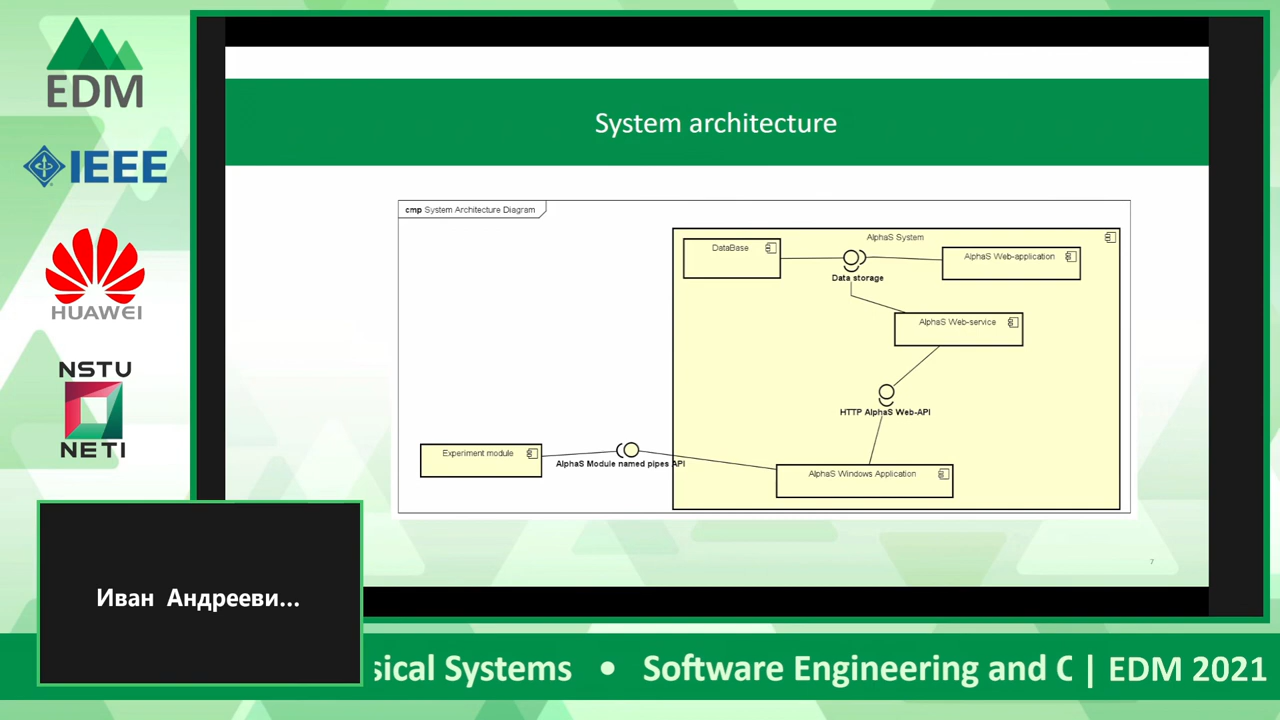 EDM
IEEE
HUAWEI
NSTU
NETI
System architecture
cmp System Architecture Diagram
AlphaS System
DataBase
Data storage
AlphaS Web-application
AlphaS Web-service
HTTP AlphaS Web-API
Experiment module
AlphaS Module named pipes API
AlphaS Windows Application
7
Иван Андрееви...
sical Systems • Software Engineering and C | EDM 2021